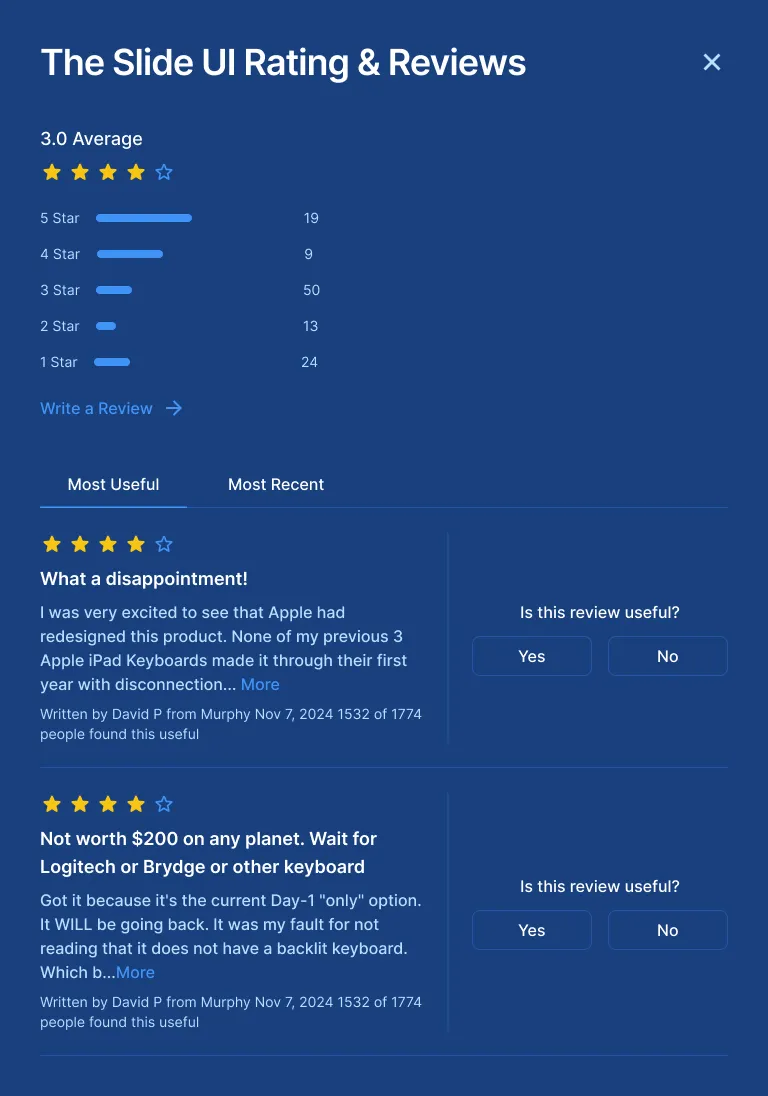 The Slide UI Rating & Reviews
3.0 Average
5 Star 19
4 Star 9
3 Star 50
2 Star 13
1 Star 24
Write a Review
Most Useful Most Recent
What a disappointment!
I was very excited to see that Apple had
redesigned this product. None of my previous 3
Apple iPad Keyboards made it through their first
year with disconnection... More
Written by David P from Murphy Nov 7, 2024 1532 of 1774
people found this useful
Is this review useful?
Yes No
Not worth $200 on any planet. Wait for
Logitech or Brydge or other keyboard
Got it because it's the current Day-1 "only" option.
It WILL be going back. It was my fault for not
reading that it does not have a backlit keyboard.
Which b...More
Written by David P from Murphy Nov 7, 2024 1532 of 1774
people found this useful
Is this review useful?
Yes No